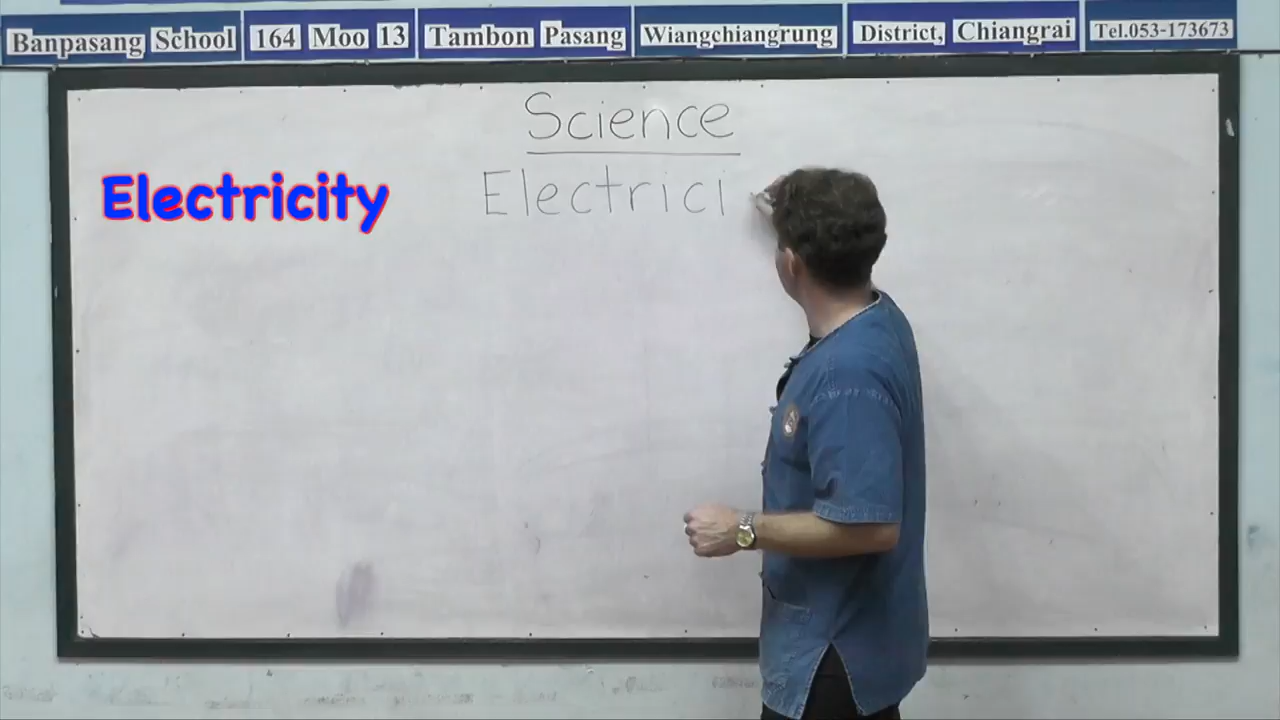 Banpasang School 164 Moo 13 Tambon Pasang Wiangchiangrung District, Chiangrai Tel.053-173673
Science
Electricity
Electrici